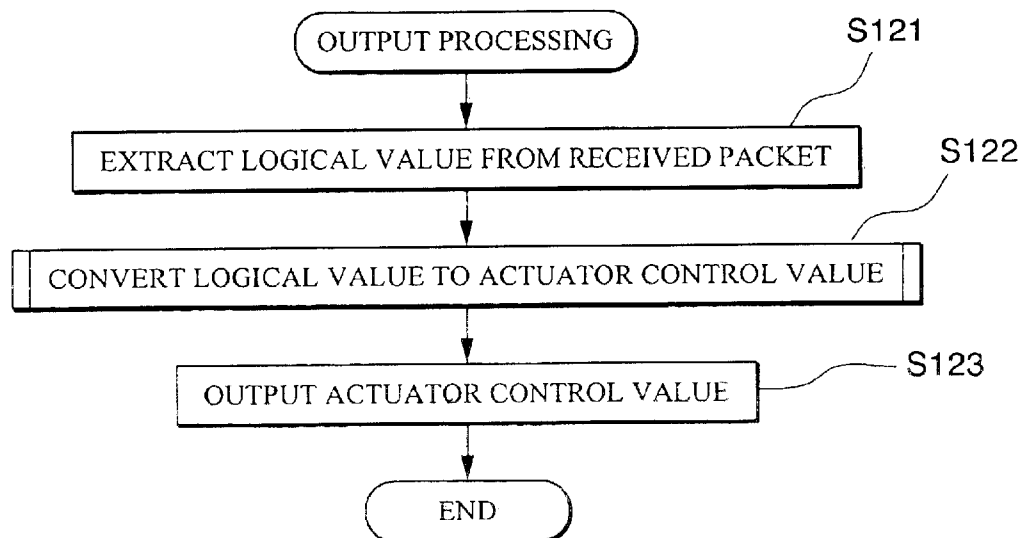 OUTPUT PROCESSING
S121
EXTRACT LOGICAL VALUE FROM RECEIVED PACKET
S122
CONVERT LOGICAL VALUE TO ACTUATOR CONTROL VALUE
S123
OUTPUT ACTUATOR CONTROL VALUE
END